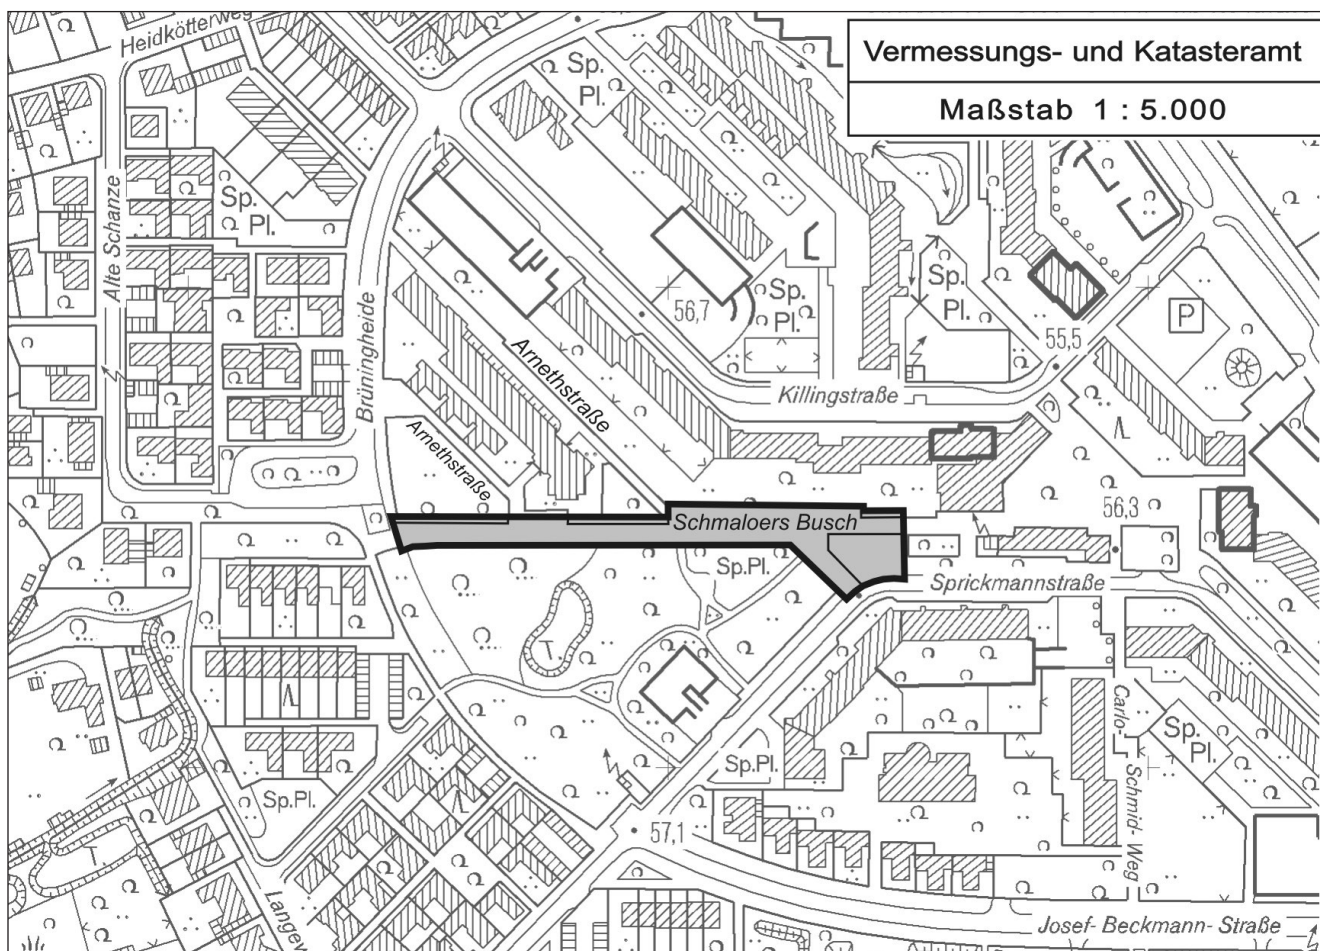 Heidkötterweg
Vermessungs- und Katasteramt
Maßstab 1 : 5.000
Sp.
Pl.
Alte Schanze
Sp.
Pl.
Brüningheide
56,7
Sp.
Pl.
Sp.
Pl.
P
55,5
Arnethstraße
Killingstraße
Arnethstraße
56,3
Schmaloers Busch
Sp.Pl.
Sprickmannstraße
T.
Carlo-
Schmid-
Weg
Sp.
Pl.
Sp.Pl.
Sp.Pl.
57,1
T.
Josef-Beckmann-Straße